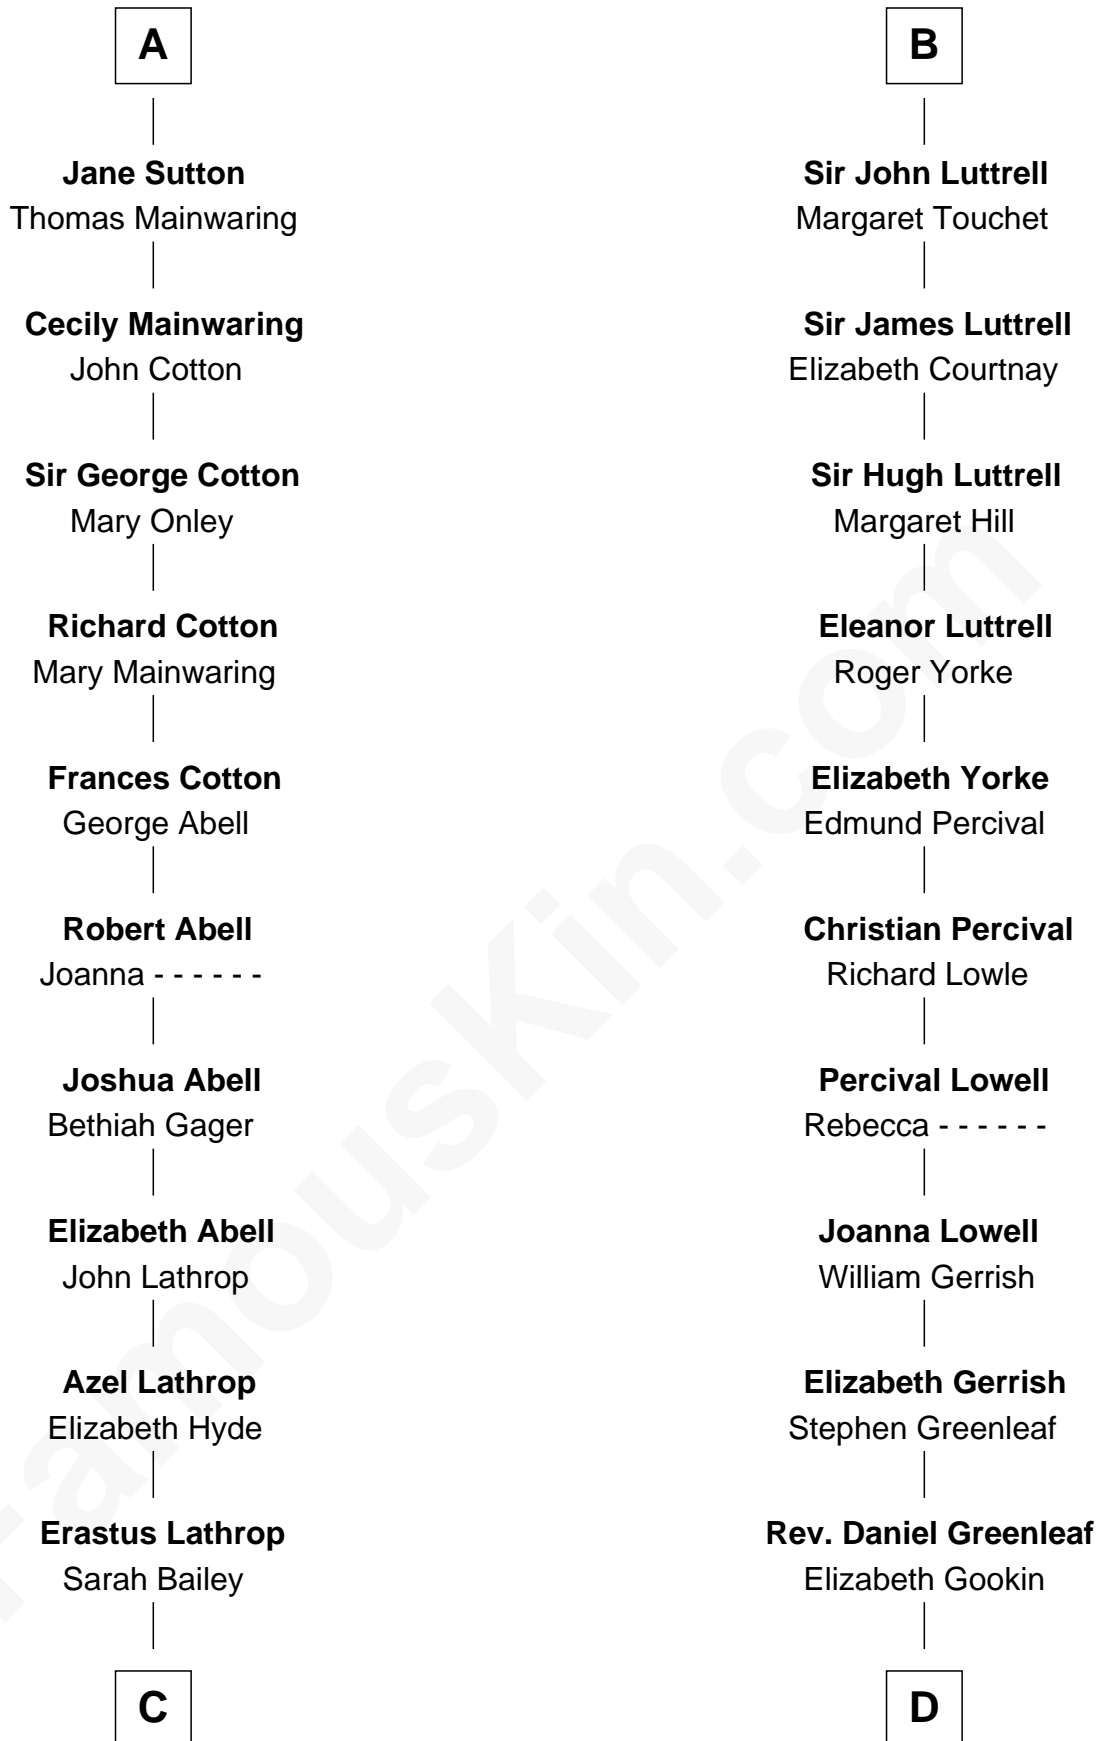 A
Jane Sutton
Thomas Mainwaring
Cecily Mainwaring
John Cotton
Sir George Cotton
Mary Onley
Richard Cotton
Mary Mainwaring
Frances Cotton
George Abell
Robert Abell
Joanna - - - - - -
Joshua Abell
Bethiah Gager
Elizabeth Abell
John Lathrop
Azel Lathrop
Elizabeth Hyde
Erastus Lathrop
Sarah Bailey
C
B
Sir John Luttrell
Margaret Touchet
Sir James Luttrell
Elizabeth Courtnay
Sir Hugh Luttrell
Margaret Hill
Eleanor Luttrell
Roger Yorke
Elizabeth Yorke
Edmund Percival
Christian Percival
Richard Lowle
Percival Lowell
Rebecca - - - - - -
Joanna Lowell
William Gerrish
Elizabeth Gerrish
Stephen Greenleaf
Rev. Daniel Greenleaf
Elizabeth Gookin
D
FamousKin.com